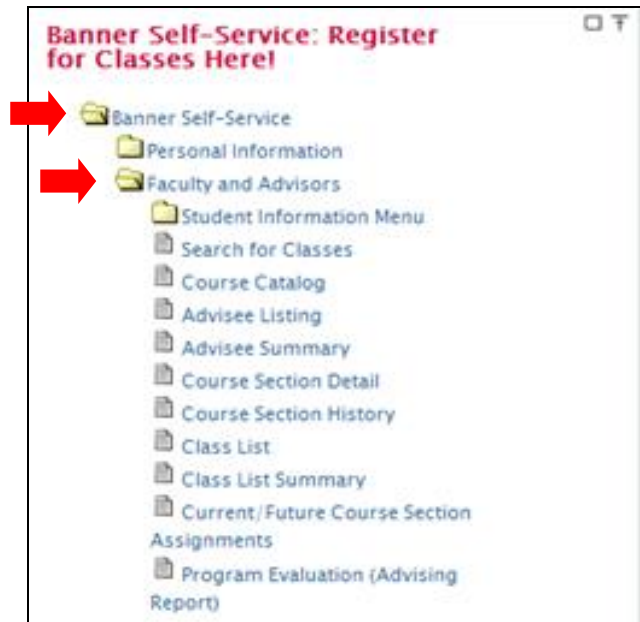 Banner Self-Service: Register
for Classes Here!
Banner Self-Service
Personal Information
Faculty and Advisors
Student Information Menu
Search for Classes
Course Catalog
Advisee Listing
Advisee Summary
Course Section Detail
Course Section History
Class List
Class List Summary
Current/Future Course Section
Assignments
Program Evaluation (Advising
Report)